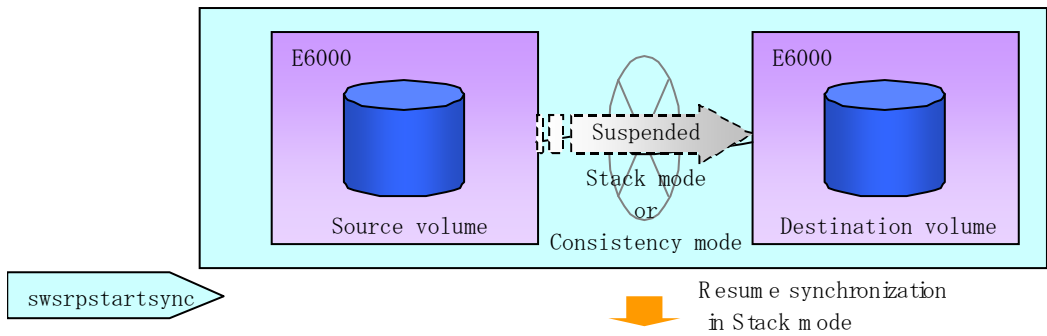 E6000
E6000
Suspended
Stack mode
or
Consistency mode
Source volume
Destination volume
swsrpstartsync
Resume synchronization
in Stack mode